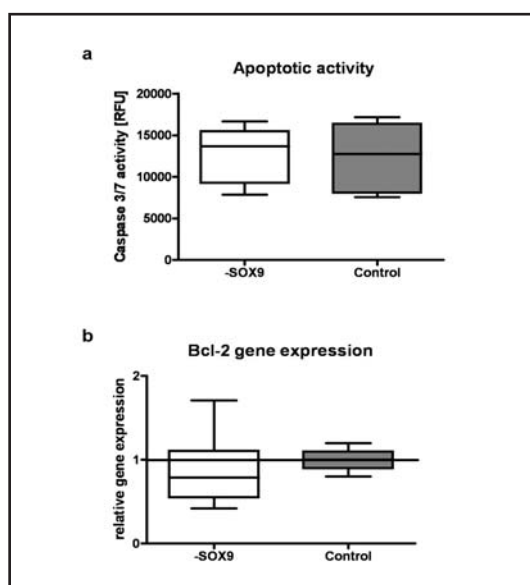 a
Apoptotic activity
Caspase 3/7 activity [RFU]
20000
15000
10000
5000
0
-SOX9 Control
b
Bcl-2 gene expression
relative gene expression
2
1
0
-SOX9 Control